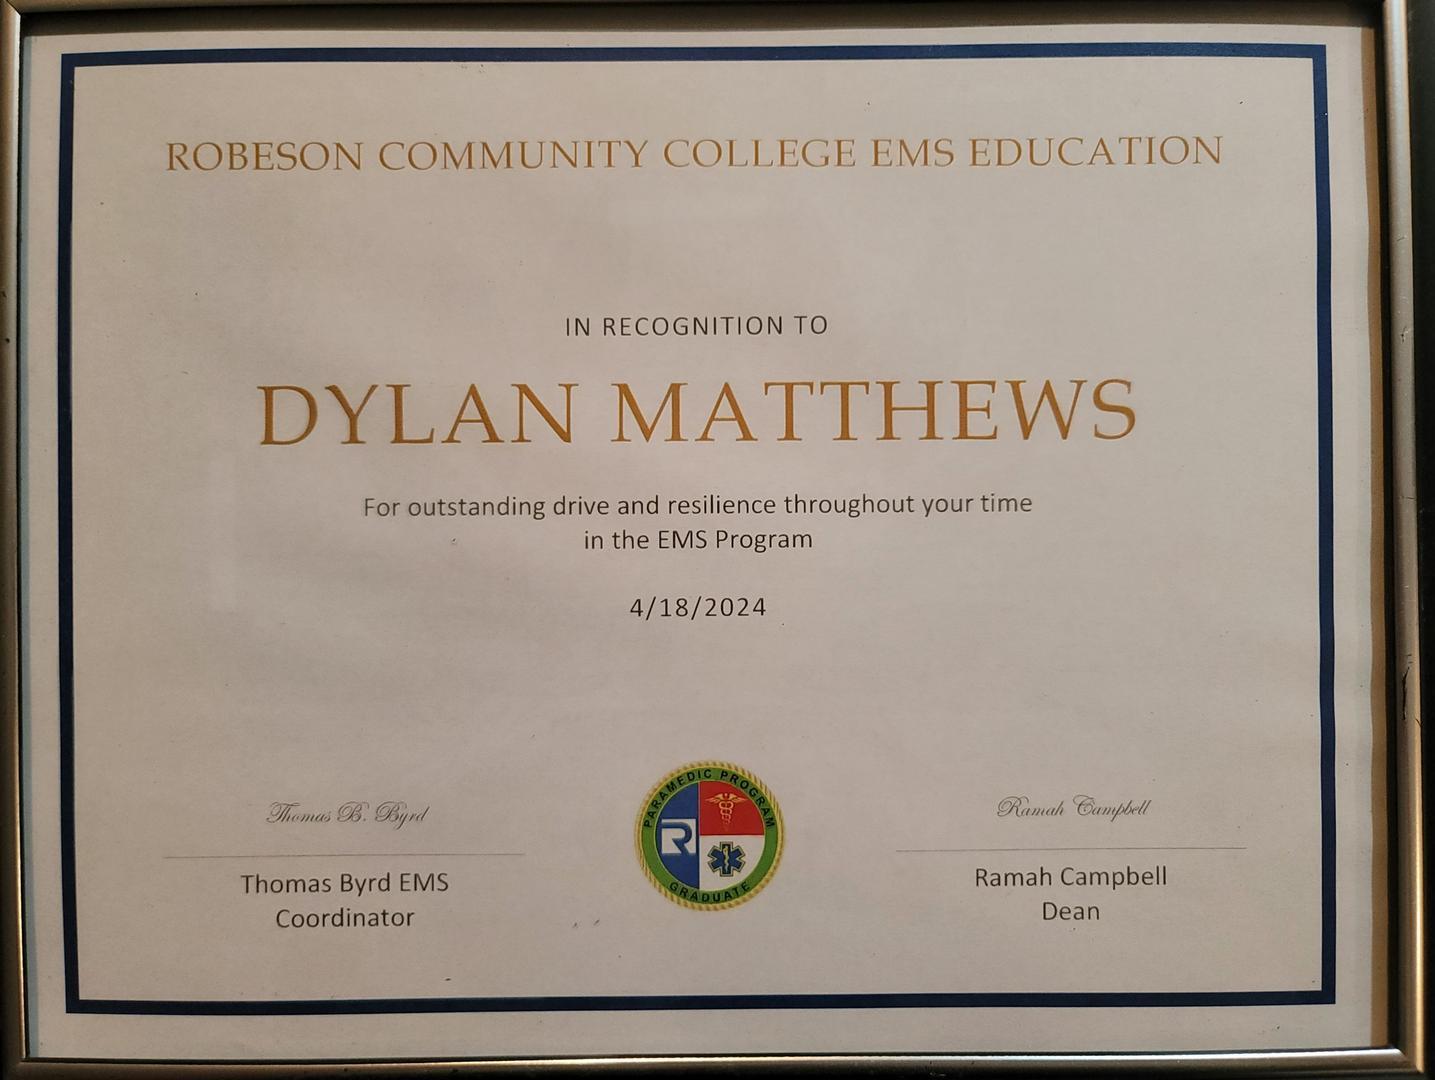 ROBESON COMMUNITY COLLEGE EMS EDUCATION
IN RECOGNITION TO
DYLAN MATTHEWS
For outstanding drive and resilience throughout your time
in the EMS Program
4/18/2024
Thomas B. Byrd
Thomas Byrd EMS
Coordinator
PARAMEDIC PROGRAM
R
GRADUATE
Ramah Campbell
Ramah Campbell
Dean